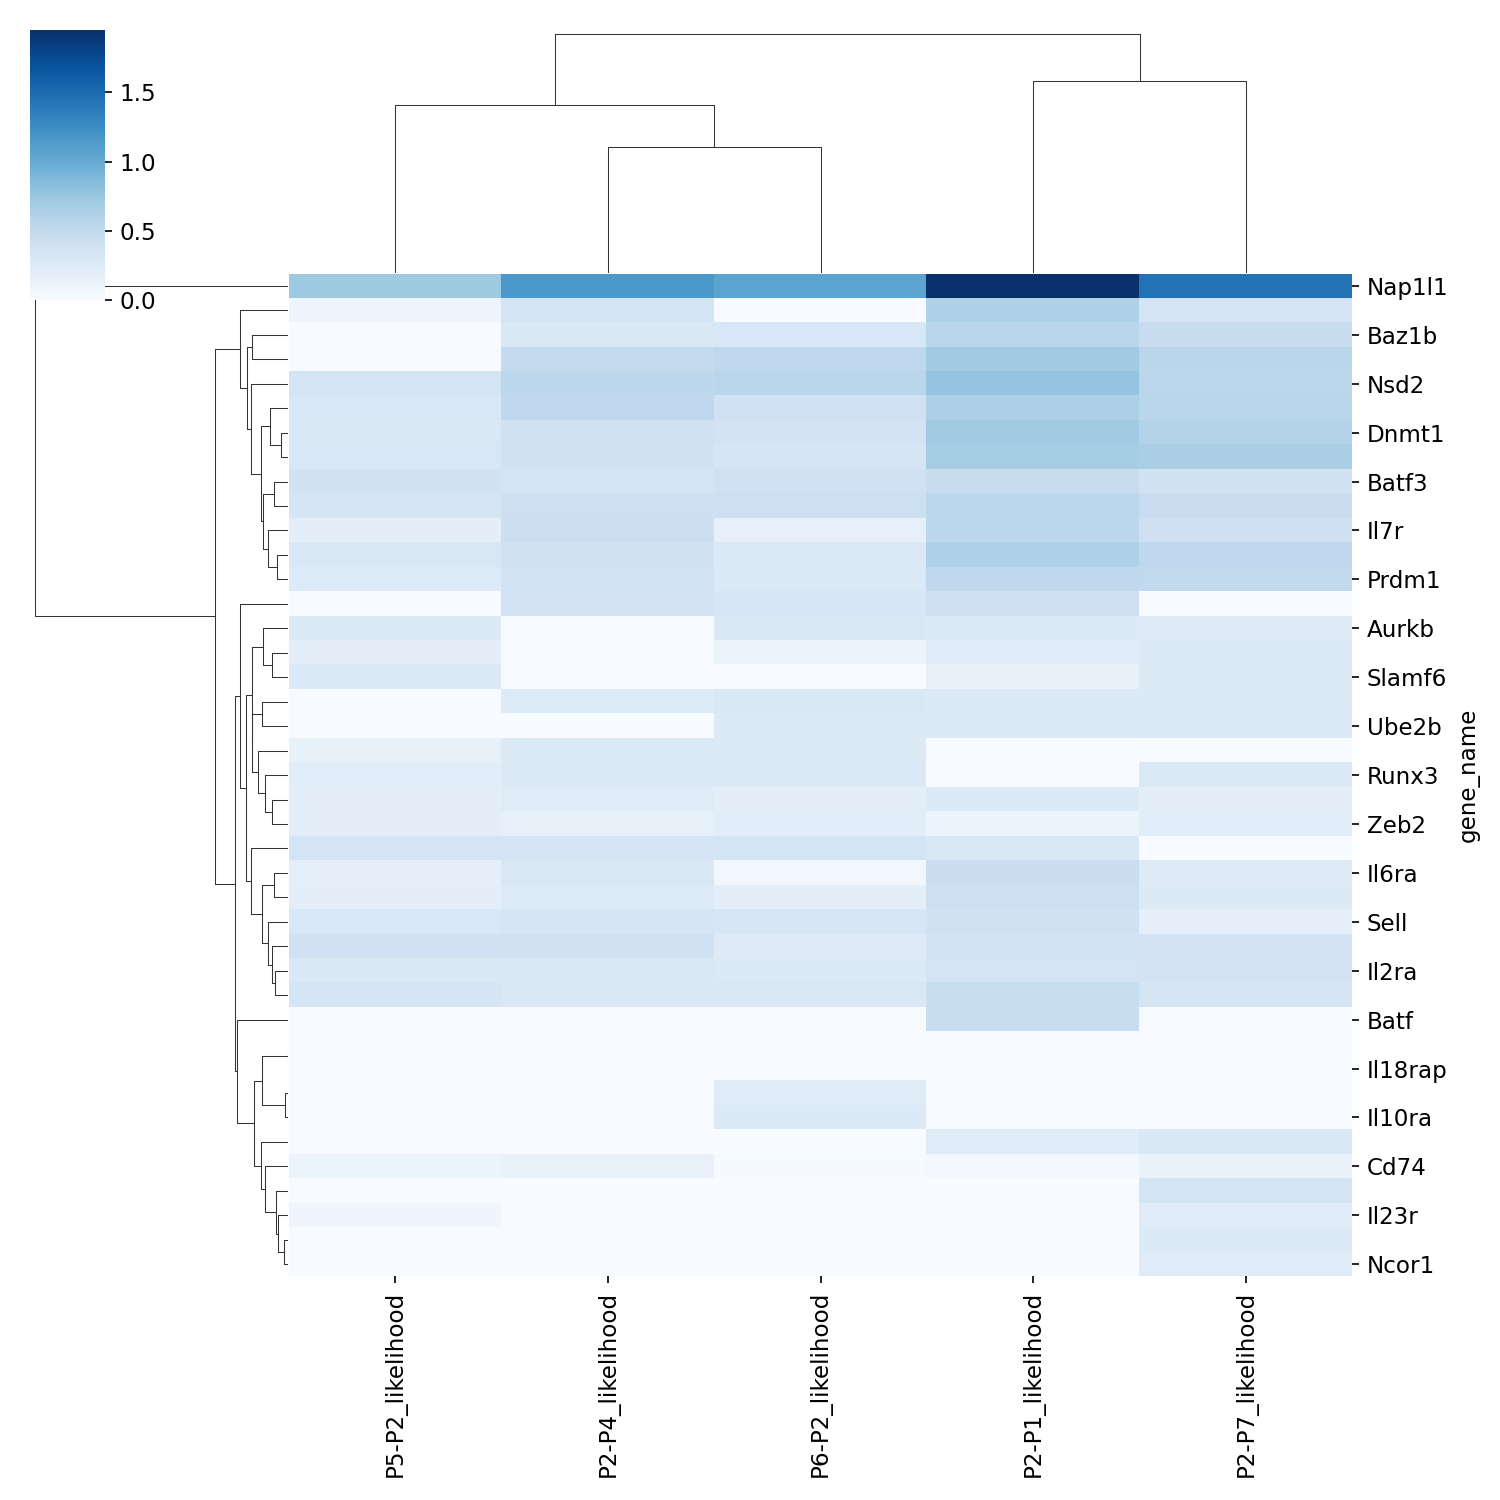 1.5
1.0
0.5
0.0
Nap1l1
Baz1b
Nsd2
Dnmt1
Batf3
Il7r
Prdm1
Aurkb
Slamf6
Ube2b
Runx3
Zeb2
Il6ra
Sell
Il2ra
Batf
Il18rap
Il10ra
Cd74
Il23r
Ncor1
gene_name
P5-P2_likelihood
P2-P4_likelihood
P6-P2_likelihood
P2-P1_likelihood
P2-P7_likelihood